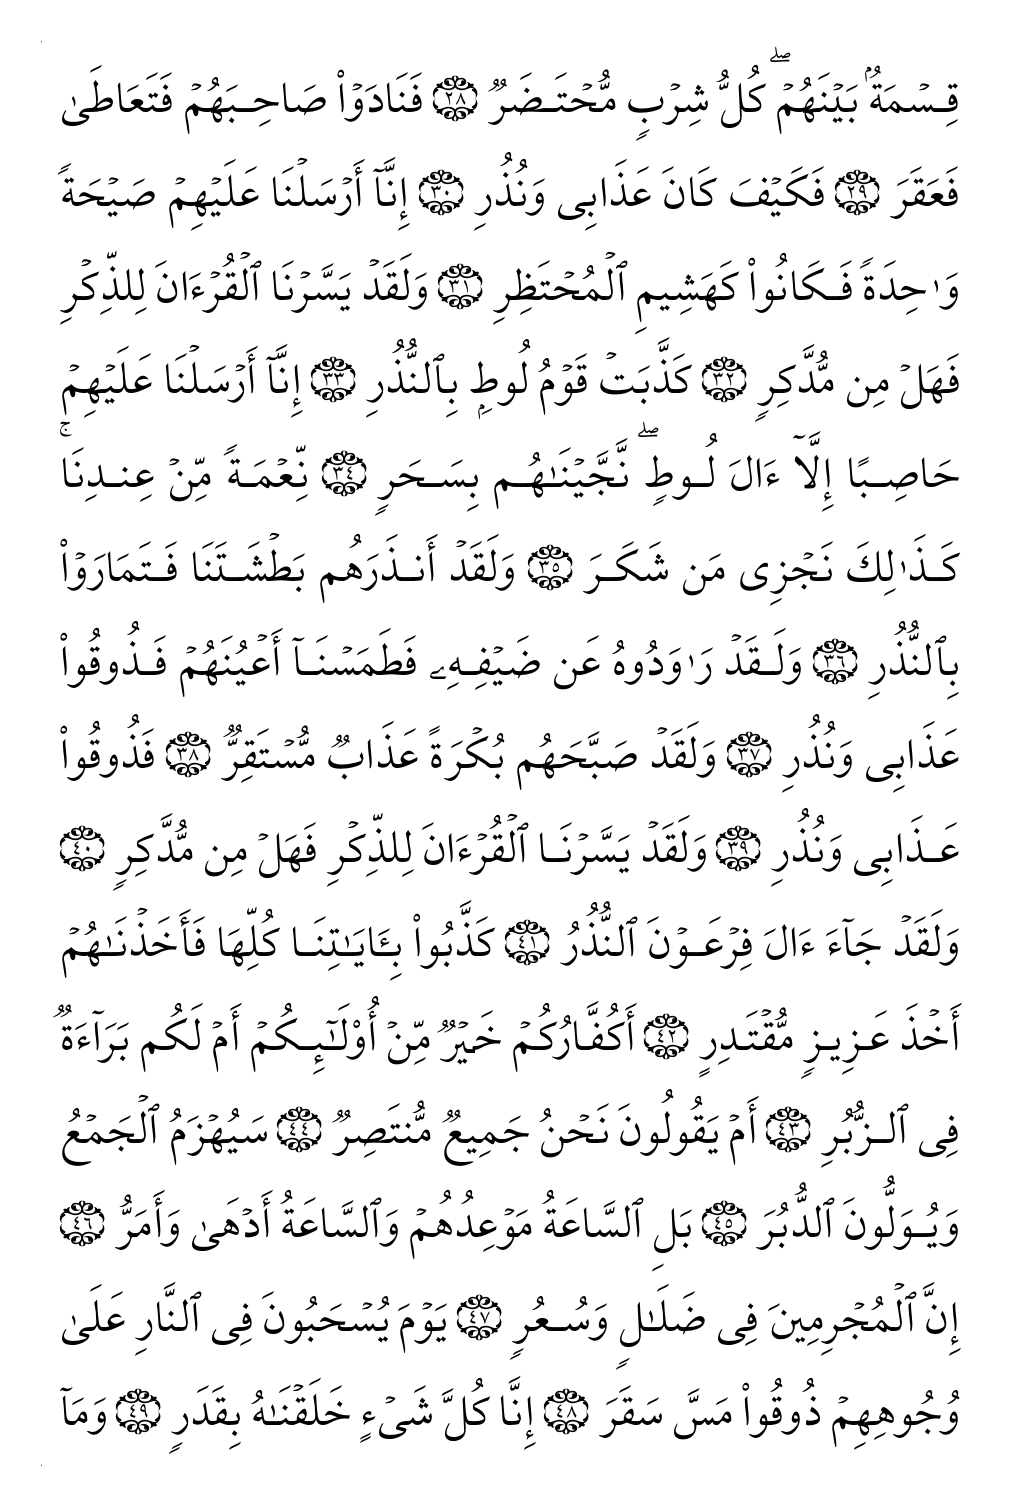 قِسْمَةٌۢ بَيْنَهُمْ ۖ كُلُّ شِرْبٍ مُّحْتَضَرٌ ﴿٢٨﴾ فَنَادَوْا۟ صَاحِبَهُمْ فَتَعَاطَىٰ
فَعَقَرَ ﴿٢٩﴾ فَكَيْفَ كَانَ عَذَابِى وَنُذُرِ ﴿٣٠﴾ إِنَّآ أَرْسَلْنَا عَلَيْهِمْ صَيْحَةً
وَٰحِدَةً فَكَانُوا۟ كَهَشِيمِ ٱلْمُحْتَظِرِ ﴿٣١﴾ وَلَقَدْ يَسَّرْنَا ٱلْقُرْءَانَ لِلذِّكْرِ
فَهَلْ مِن مُّدَّكِرٍ ﴿٣٢﴾ كَذَّبَتْ قَوْمُ لُوطٍۭ بِٱلنُّذُرِ ﴿٣٣﴾ إِنَّآ أَرْسَلْنَا عَلَيْهِمْ
حَاصِبًا إِلَّآ ءَالَ لُوطٍ ۖ نَّجَّيْنَٰهُم بِسَحَرٍ ﴿٣٤﴾ نِّعْمَةً مِّنْ عِندِنَا ۚ
كَذَٰلِكَ نَجْزِى مَن شَكَرَ ﴿٣٥﴾ وَلَقَدْ أَنذَرَهُم بَطْشَتَنَا فَتَمَارَوْا۟
بِٱلنُّذُرِ ﴿٣٦﴾ وَلَقَدْ رَٰوَدُوهُ عَن ضَيْفِهِۦ فَطَمَسْنَآ أَعْيُنَهُمْ فَذُوقُوا۟
عَذَابِى وَنُذُرِ ﴿٣٧﴾ وَلَقَدْ صَبَّحَهُم بُكْرَةً عَذَابٌ مُّسْتَقِرٌّ ﴿٣٨﴾ فَذُوقُوا۟
عَذَابِى وَنُذُرِ ﴿٣٩﴾ وَلَقَدْ يَسَّرْنَا ٱلْقُرْءَانَ لِلذِّكْرِ فَهَلْ مِن مُّدَّكِرٍ ﴿٤٠﴾
وَلَقَدْ جَآءَ ءَالَ فِرْعَوْنَ ٱلنُّذُرُ ﴿٤١﴾ كَذَّبُوا۟ بِـَٔايَٰتِنَا كُلِّهَا فَأَخَذْنَٰهُمْ
أَخْذَ عَزِيزٍ مُّقْتَدِرٍ ﴿٤٢﴾ أَكُفَّارُكُمْ خَيْرٌ مِّنْ أُو۟لَٰٓئِكُمْ أَمْ لَكُم بَرَآءَةٌ
فِى ٱلزُّبُرِ ﴿٤٣﴾ أَمْ يَقُولُونَ نَحْنُ جَمِيعٌ مُّنتَصِرٌ ﴿٤٤﴾ سَيُهْزَمُ ٱلْجَمْعُ
وَيُوَلُّونَ ٱلدُّبُرَ ﴿٤٥﴾ بَلِ ٱلسَّاعَةُ مَوْعِدُهُمْ وَٱلسَّاعَةُ أَدْهَىٰ وَأَمَرُّ ﴿٤٦﴾
إِنَّ ٱلْمُجْرِمِينَ فِى ضَلَٰلٍ وَسُعُرٍ ﴿٤٧﴾ يَوْمَ يُسْحَبُونَ فِى ٱلنَّارِ عَلَىٰ
وُجُوهِهِمْ ذُوقُوا۟ مَسَّ سَقَرَ ﴿٤٨﴾ إِنَّا كُلَّ شَىْءٍ خَلَقْنَٰهُ بِقَدَرٍ ﴿٤٩﴾ وَمَآ